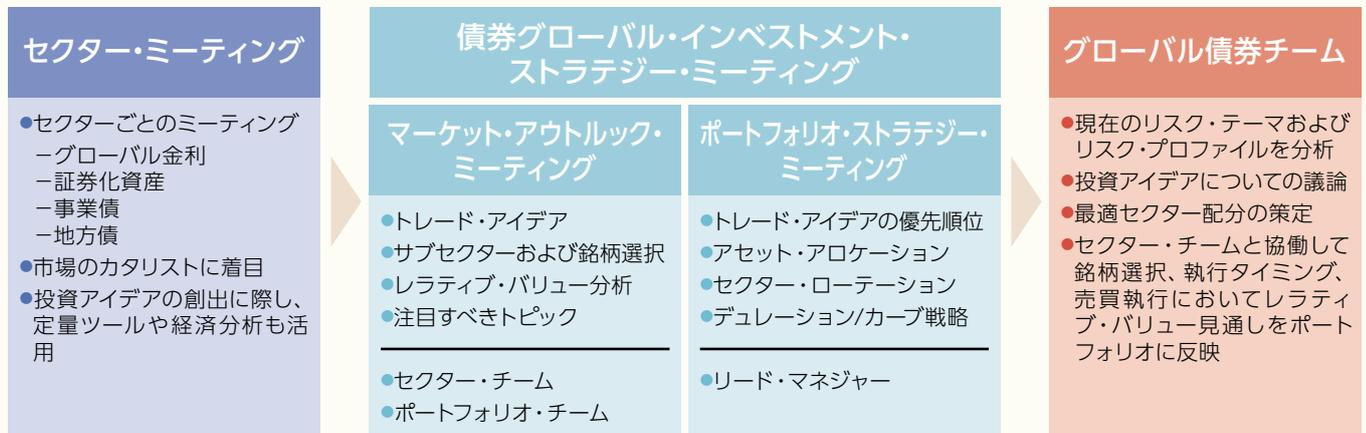 セクター・ミーティング
●セクターごとのミーティング
－グローバル金利
－証券化資産
－事業債
－地方債
●市場のカタリストに着目
●投資アイデアの創出に際し、
定量ツールや経済分析も活
用
債券グローバル・インベストメント・
ストラテジー・ミーティング
マーケット・アウトルック・
ミーティング
●トレード・アイデア
●サブセクターおよび銘柄選択
●レラティブ・バリュー分析
●注目すべきトピック
●セクター・チーム
●ポートフォリオ・チーム
ポートフォリオ・ストラテジー・
ミーティング
●トレード・アイデアの優先順位
●アセット・アロケーション
●セクター・ローテーション
●デュレーション/カーブ戦略
●リード・マネジャー
グローバル債券チーム
●現在のリスク・テーマおよび
リスク・プロファイルを分析
●投資アイデアについての議論
●最適セクター配分の策定
●セクター・チームと協働して
銘柄選択、執行タイミング、
売買執行においてレラティ
ブ・バリュー見通しをポート
フォリオに反映